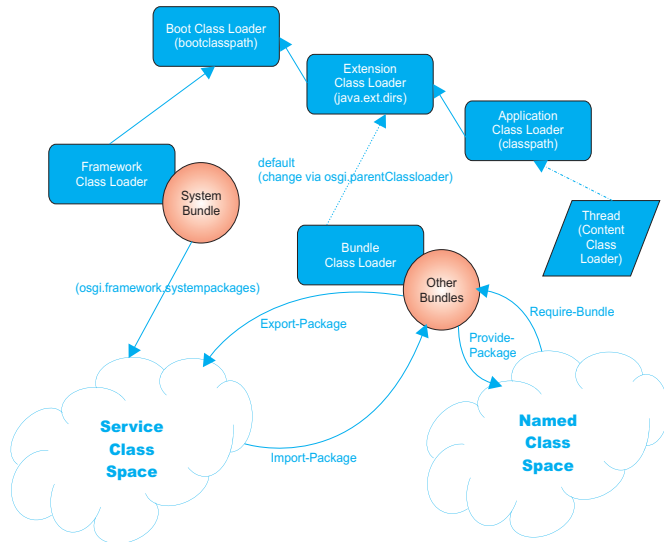 Boot Class Loader
(bootclasspath)
Extension
Class Loader
(java.ext.dirs)
Application
Class Loader
(classpath)
Framework
Class Loader
System
Bundle
default
(change via osgi.parentClassloader)
Thread
(Content
Class
Loader)
Bundle
Class Loader
Other
Bundles
(osgi.framework.systempackages)
Export-Package
Require-Bundle
Provide-
Package
Service
Class
Space
Named
Class
Space
Import-Package